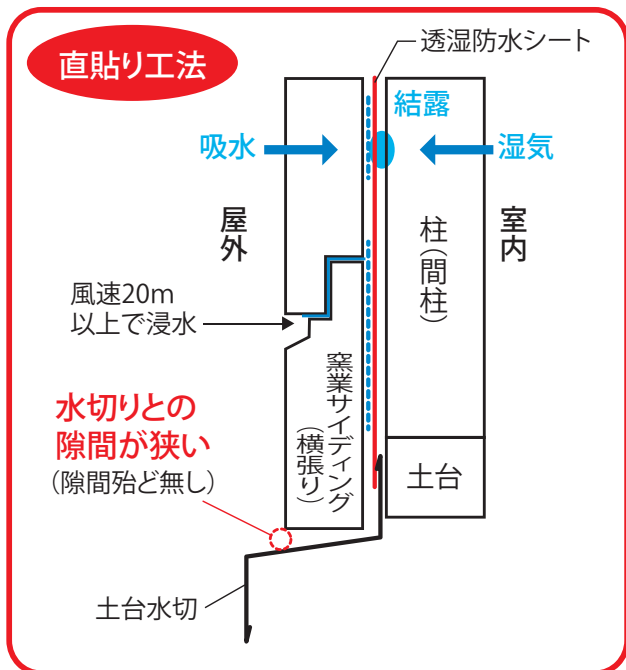 直貼り工法
透湿防水シート
結露
吸水
湿気
屋外
室内
柱（間柱）
風速20m
以上で浸水
窯業サイディング
（横張り）
水切りとの
隙間が狭い
（隙間殆ど無し）
土台
土台水切